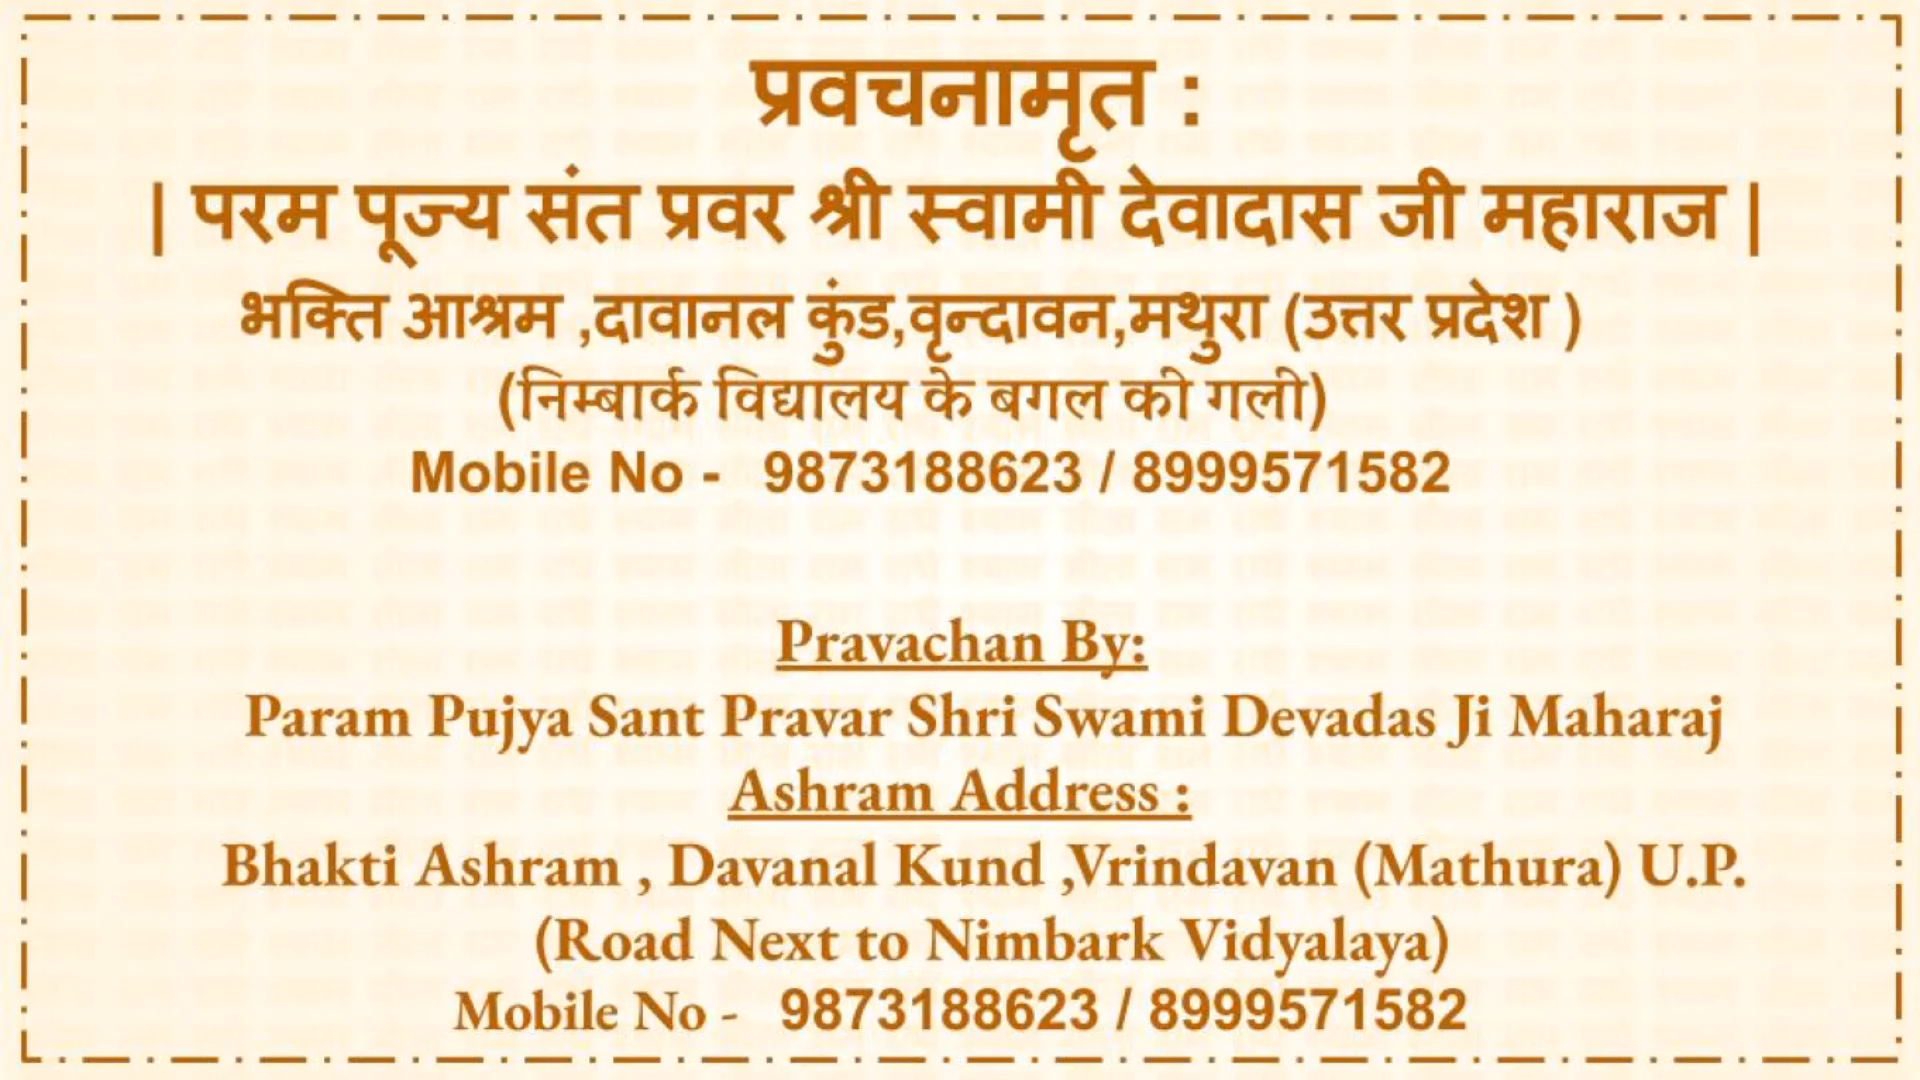 प्रवचनामृत :
| परम पूज्य संत प्रवर श्री स्वामी देवादास जी महाराज |
भक्ति आश्रम ,दावानल कुंड,वृन्दावन,मथुरा (उत्तर प्रदेश )
(निम्बार्क विद्यालय के बगल की गली)
Mobile No - 9873188623 / 8999571582
Pravachan By:
Param Pujya Sant Pravar Shri Swami Devadas Ji Maharaj
Ashram Address :
Bhakti Ashram , Davanal Kund ,Vrindavan (Mathura) U.P.
(Road Next to Nimbark Vidyalaya)
Mobile No - 9873188623 / 8999571582